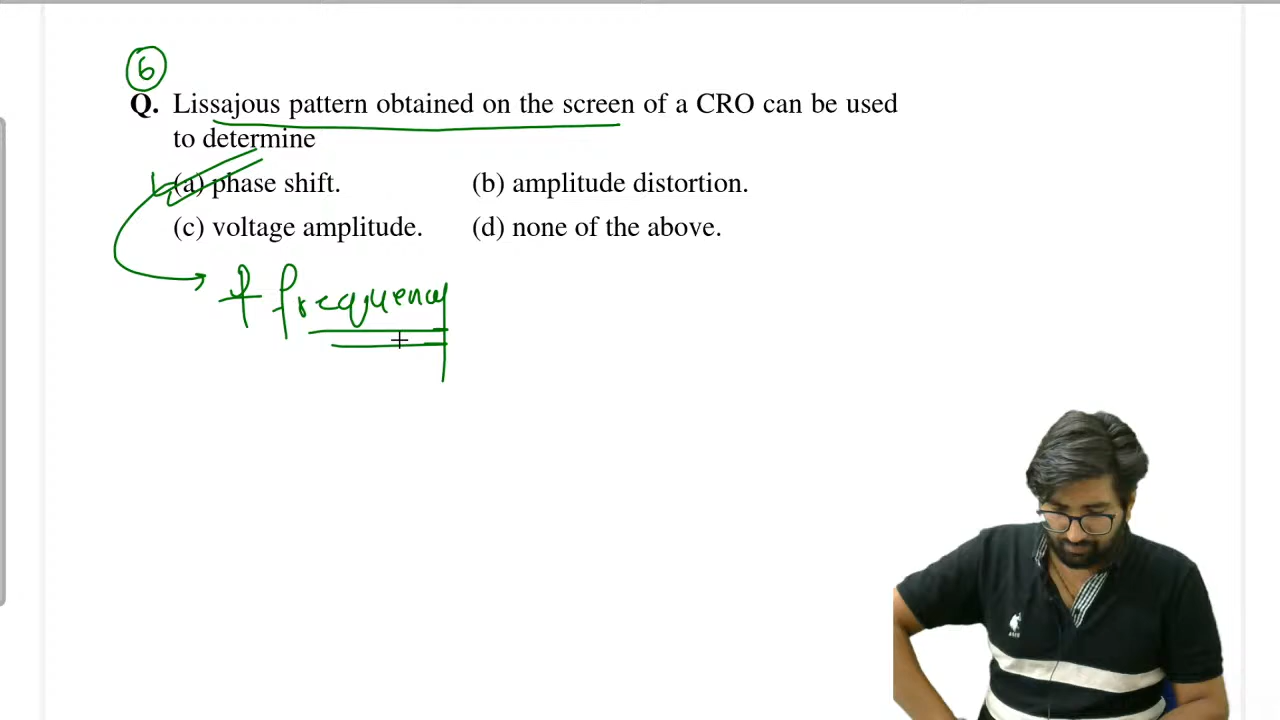 6
Q. Lissajous pattern obtained on the screen of a CRO can be used
to determine
(a) phase shift. (b) amplitude distortion.
(c) voltage amplitude. (d) none of the above.
+ frequency